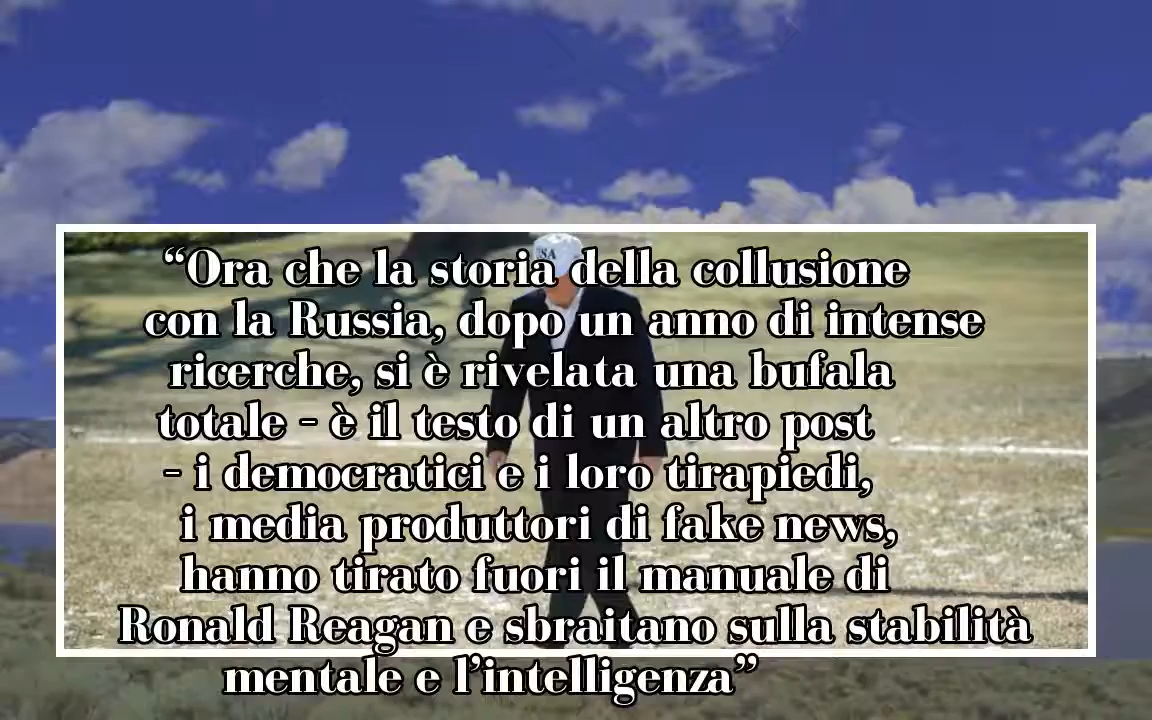 “Ora che la storia della collusione
con la Russia, dopo un anno di intense
ricerche, si è rivelata una bufala
totale - è il testo di un altro post
- i democratici e i loro tirapiedi,
i media produttori di fake news,
hanno tirato fuori il manuale di
Ronald Reagan e sbraitano sulla stabilità
mentale e l’intelligenza”